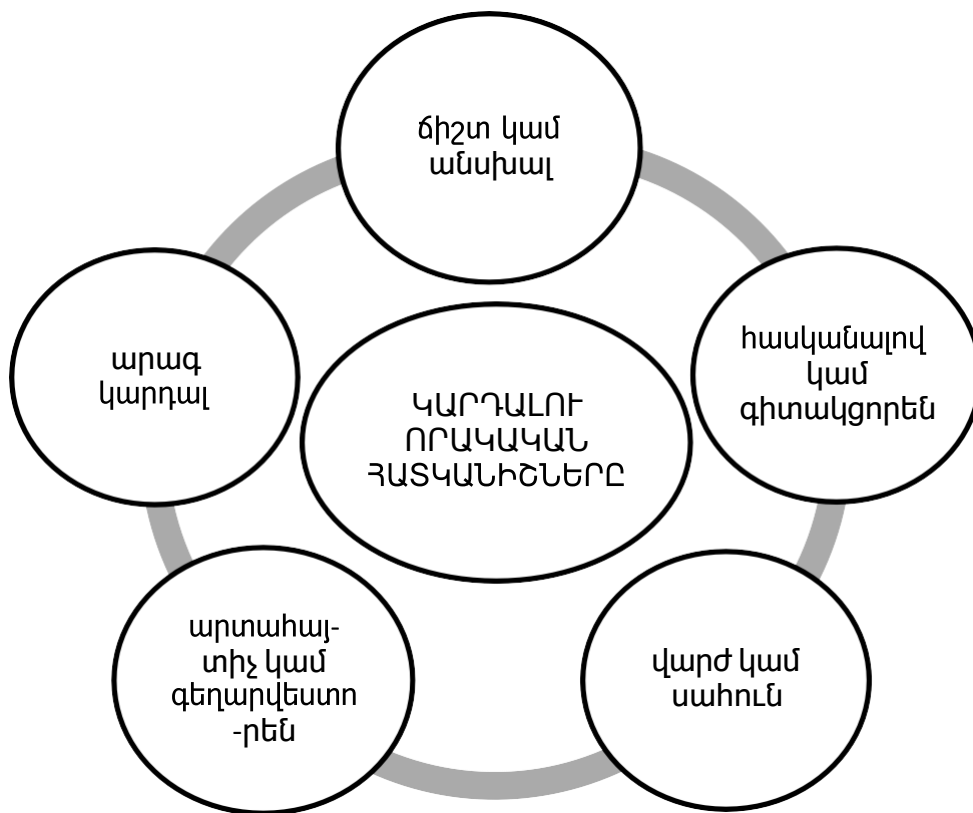 ճիշտ կամ
անսխալ
հասկանալով
կամ
գիտակցորեն
վարժ կամ
սահուն
արտահայ-
տիչ կամ
գեղարվեստո
-րեն
արագ
կարդալ
ԿԱՐԴԱԼՈՒ
ՈՐԱԿԱԿԱՆ
ՀԱՏԿԱՆԻՇՆԵՐԸ